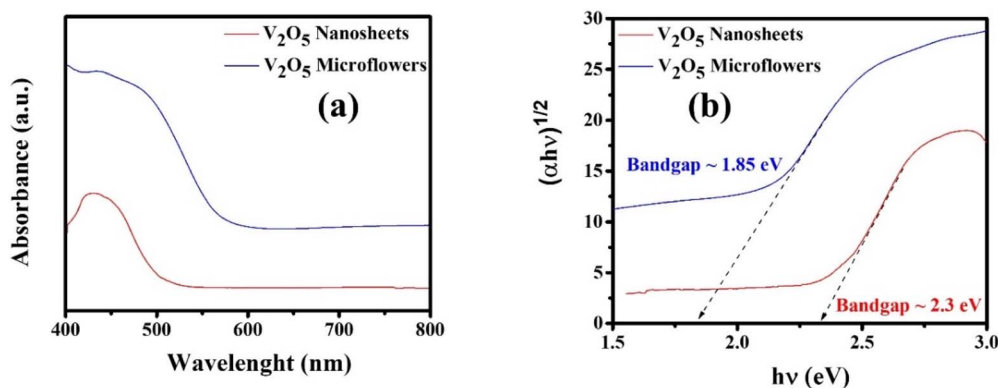 V2O5 Nanosheets
V2O5 Microflowers
(a)
Absorbance (a.u.)
400 500 600 700 800
Wavelenght (nm)
V2O5 Nanosheets
V2O5 Microflowers
(b)
(αhν)1/2
30
25
20
15
10
5
0
Bandgap ~ 1.85 eV
Bandgap ~ 2.3 eV
1.5 2.0 2.5 3.0
hν (eV)